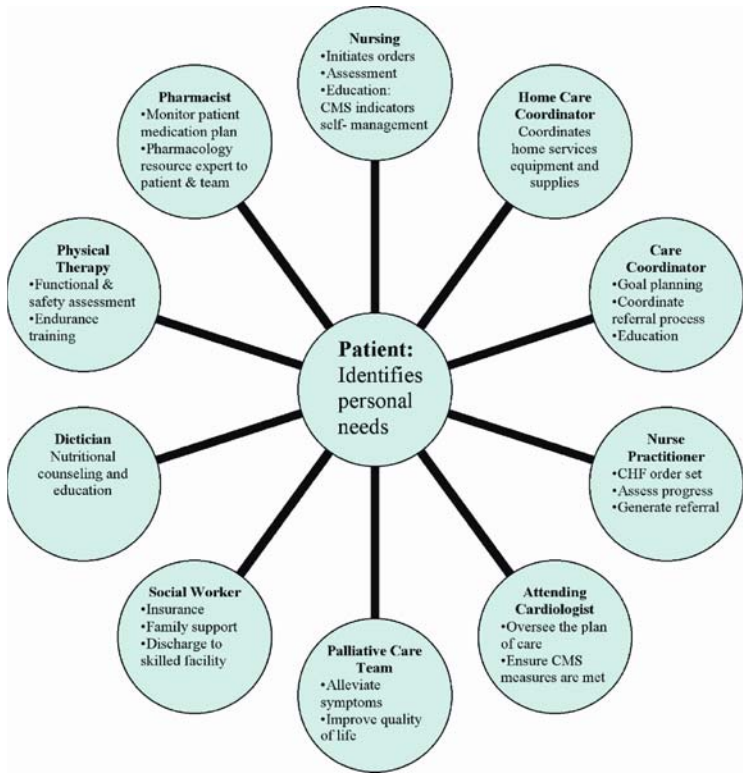 Nursing
•Initiates orders
•Assessment
•Education:
CMS indicators
self- management
Home Care
Coordinator
Coordinates
home services
equipment and
supplies
Care
Coordinator
•Goal planning
•Coordinate
referral process
•Education
Nurse
Practitioner
•CHF order set
•Assess progress
•Generate referral
Attending
Cardiologist
•Oversee the plan
of care
•Ensure CMS
measures are met
Palliative Care
Team
•Alleviate
symptoms
•Improve quality
of life
Social Worker
•Insurance
•Family support
•Discharge to
skilled facility
Dietician
Nutritional
counseling and
education
Physical
Therapy
•Functional &
safety assessment
•Endurance
training
Pharmacist
•Monitor patient
medication plan
•Pharmacology
resource expert to
patient & team
Patient:
Identifies
personal
needs